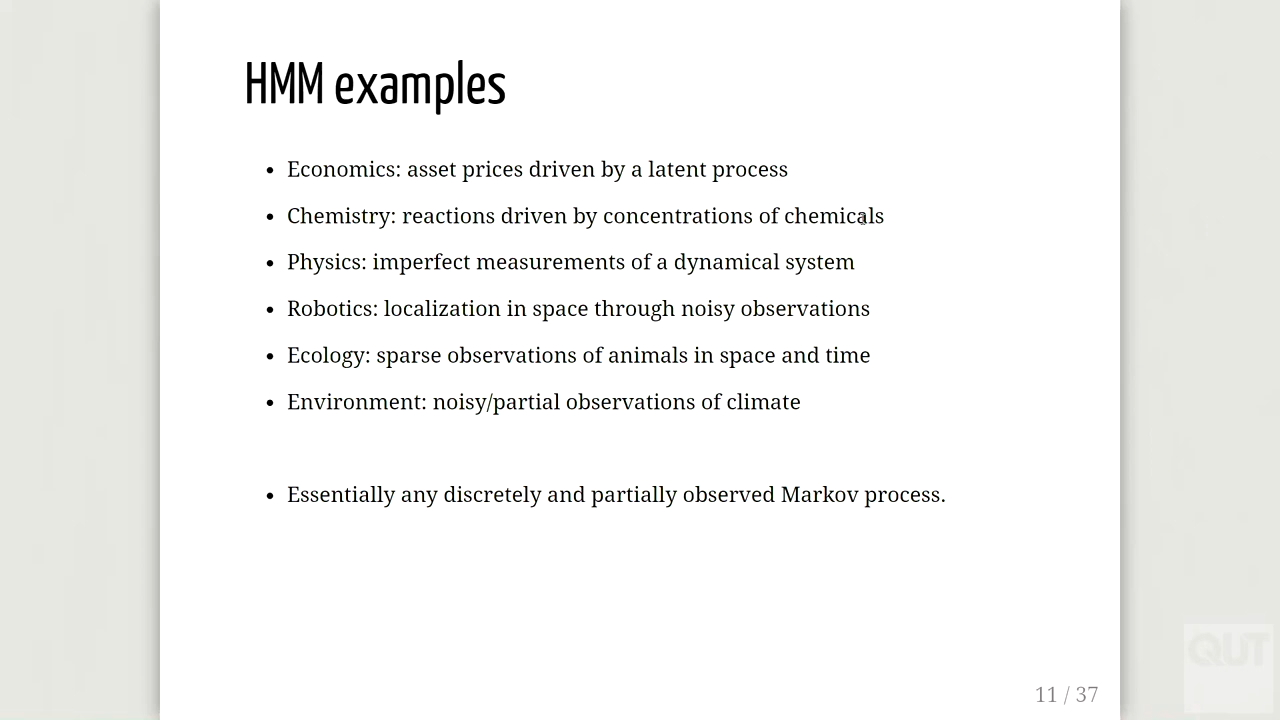 HMM examples
• Economics: asset prices driven by a latent process
• Chemistry: reactions driven by concentrations of chemicals
• Physics: imperfect measurements of a dynamical system
• Robotics: localization in space through noisy observations
• Ecology: sparse observations of animals in space and time
• Environment: noisy/partial observations of climate
• Essentially any discretely and partially observed Markov process.
11 / 37
QUT